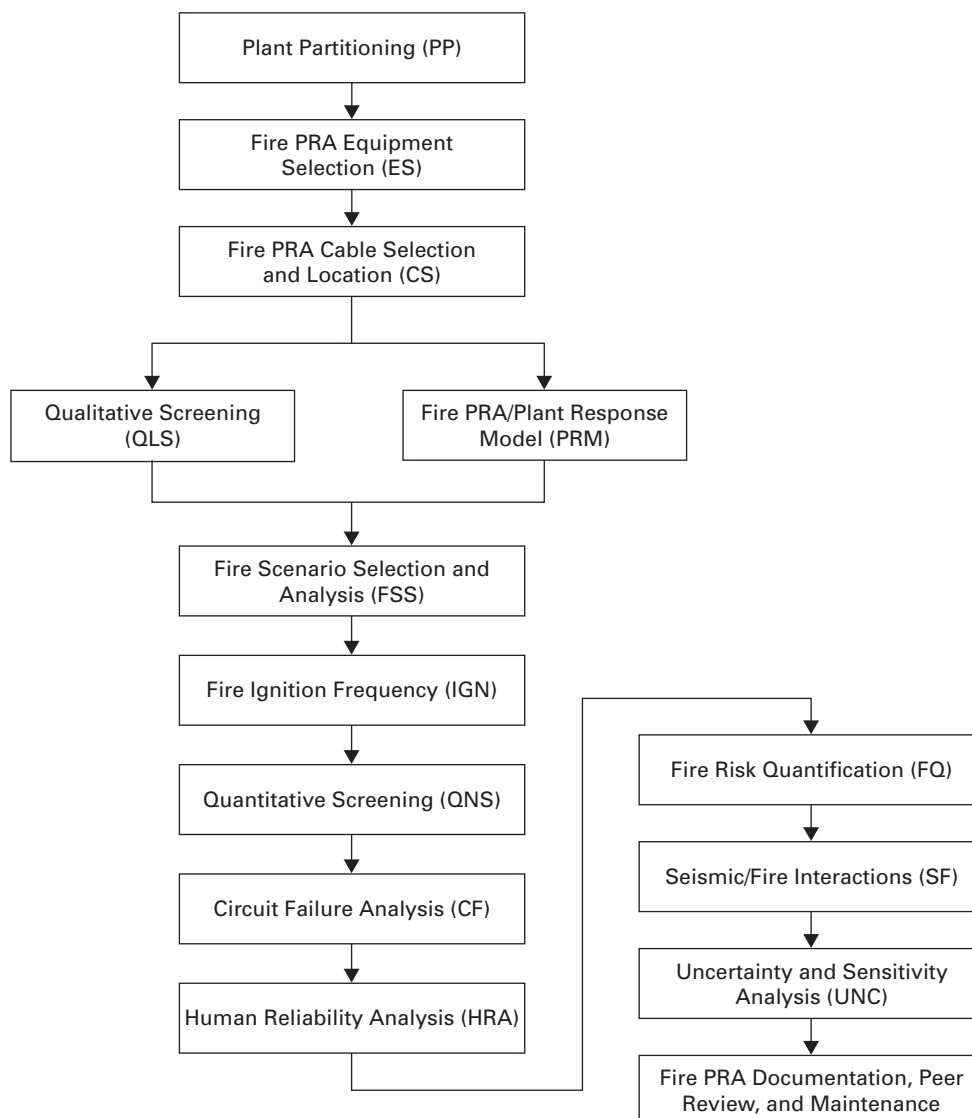 Plant Partitioning (PP)
Fire PRA Equipment
Selection (ES)
Fire PRA Cable Selection
and Location (CS)
Qualitative Screening
(QLS)
Fire PRA/Plant Response
Model (PRM)
Fire Scenario Selection and
Analysis (FSS)
Fire Ignition Frequency (IGN)
Quantitative Screening (QNS)
Circuit Failure Analysis (CF)
Human Reliability Analysis (HRA)
Fire Risk Quantification (FQ)
Seismic/Fire Interactions (SF)
Uncertainty and Sensitivity
Analysis (UNC)
Fire PRA Documentation, Peer
Review, and Maintenance